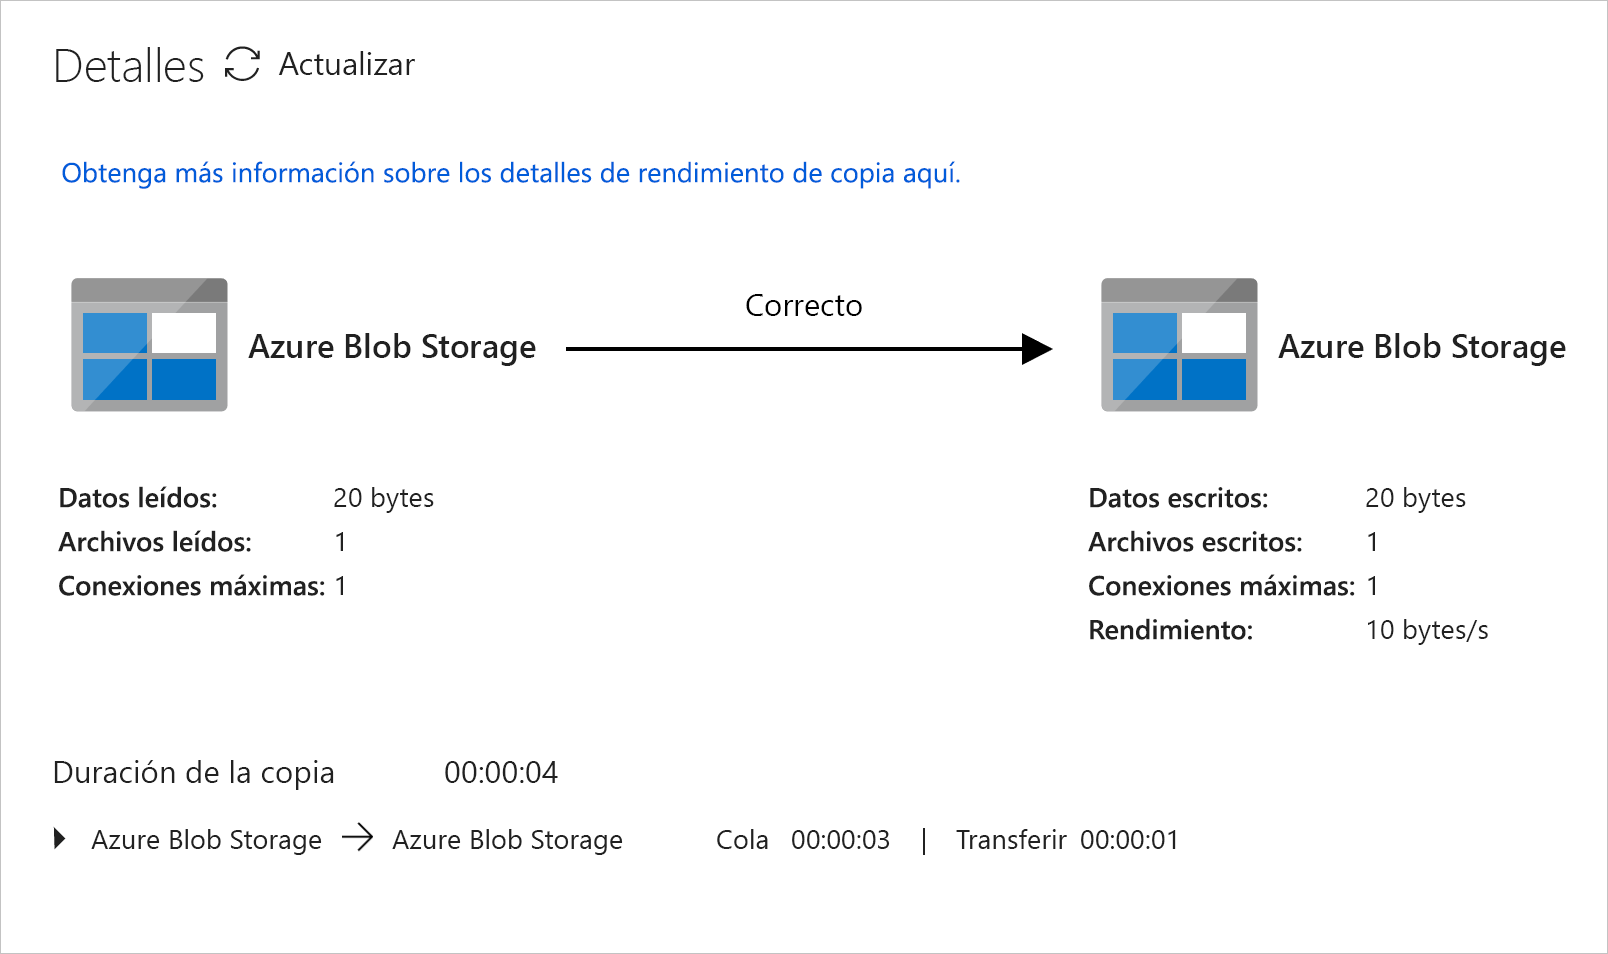 Detalles Actualizar
Obtenga más información sobre los detalles de rendimiento de copia aquí.
Correcto
Azure Blob Storage Azure Blob Storage
Datos leídos: 20 bytes Datos escritos: 20 bytes
Archivos leídos: 1 Archivos escritos: 1
Conexiones máximas: 1 Conexiones máximas: 1
Rendimiento: 10 bytes/s
Duración de la copia 00:00:04
Azure Blob Storage Azure Blob Storage Cola 00:00:03 | Transferir 00:00:01